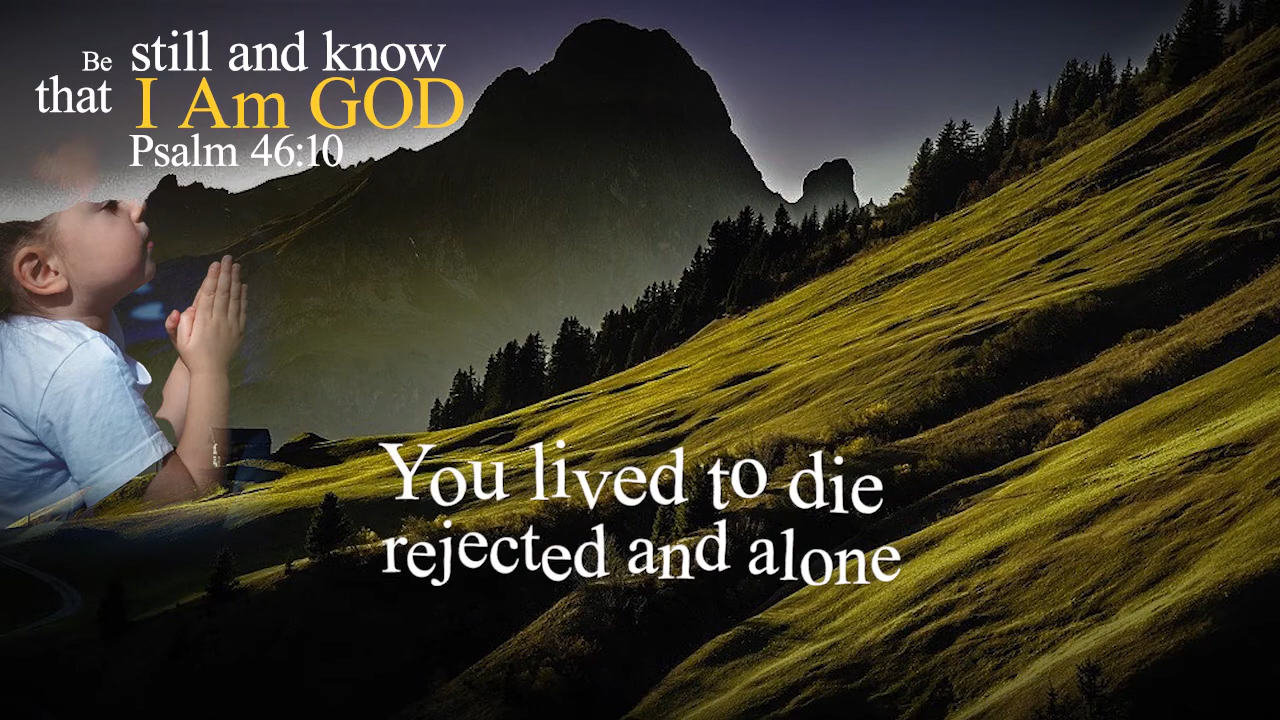 Be still and know
that I Am GOD
Psalm 46:10
You lived to die
rejected and alone